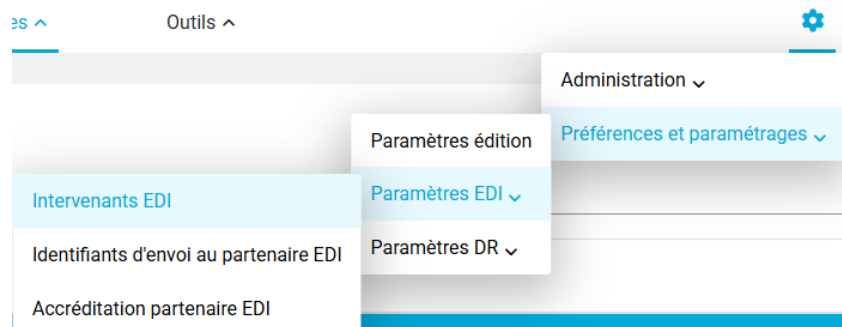 es
Outils
Administration
Préférences et paramétrages
Paramètres édition
Paramètres EDI
Paramètres DR
Intervenants EDI
Identifiants d'envoi au partenaire EDI
Accréditation partenaire EDI